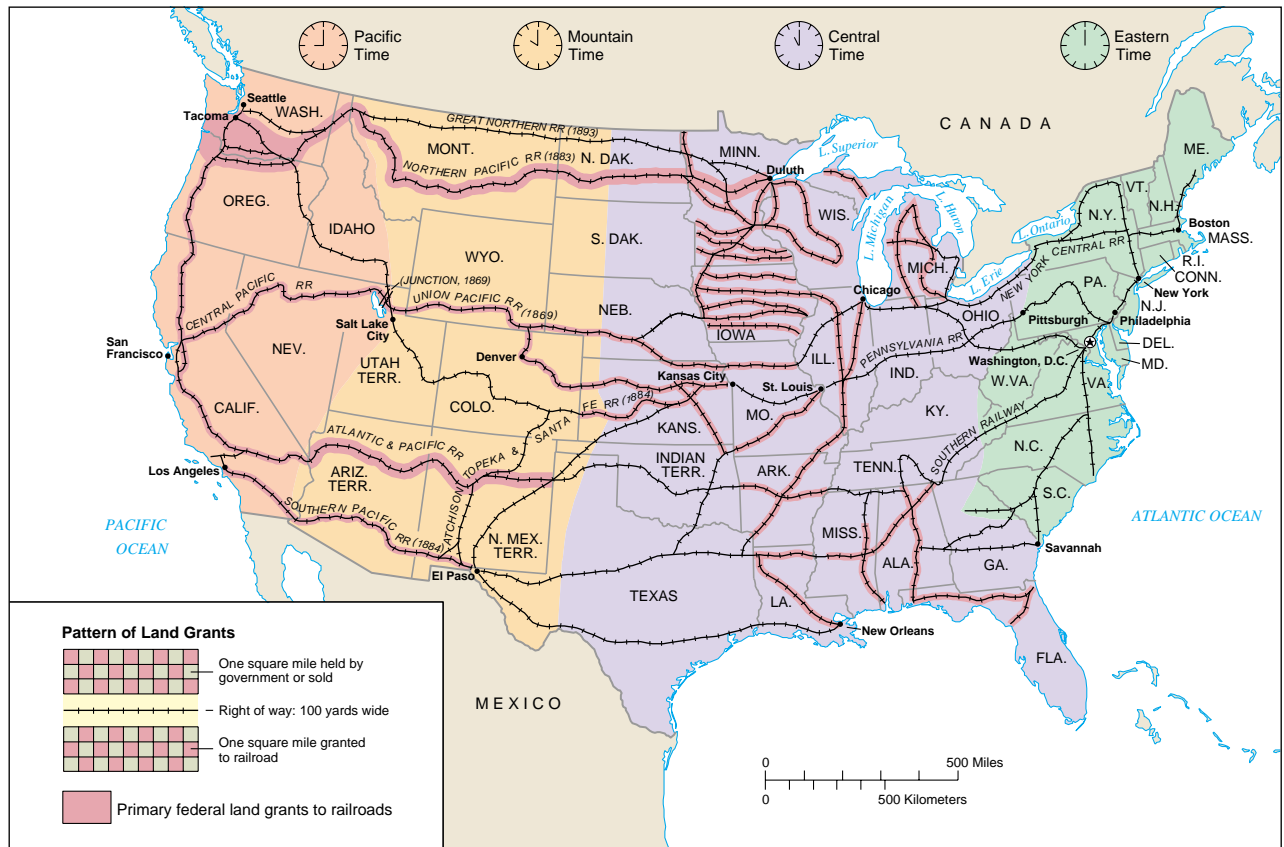 Pacific
Time
Mountain
Time
Central
Time
Eastern
Time
CANADA
Seattle
Tacoma
WASH.
GREAT NORTHERN RR (1893)
MONT.
N. DAK.
NORTHERN PACIFIC RR (1883)
MINN.
L. Superior
Duluth
ME.
VT.
OREG.
IDAHO
WIS.
L. Michigan
L. Huron
L. Ontario
N.Y.
N.H.
Boston
MASS.
S. DAK.
WYO.
MICH.
L. Erie
NEW YORK CENTRAL RR
R.I.
CONN.
(JUNCTION, 1869)
CENTRAL PACIFIC RR
UNION PACIFIC RR (1869)
Chicago
PA.
New York
N.J.
NEB.
IOWA
OHIO
Pittsburgh
Philadelphia
Salt Lake
City
San
Francisco
NEV.
UTAH
TERR.
Denver
ILL.
PENNSYLVANIA RR
Washington, D.C.
DEL.
MD.
Kansas City
St. Louis
IND.
W.VA.
VA.
CALIF.
COLO.
ATCHISON TOPEKA & SANTA FE RR (1884)
KANS.
MO.
KY.
SOUTHERN RAILWAY
N.C.
ATLANTIC & PACIFIC RR
Los Angeles
ARIZ.
TERR.
INDIAN
TERR.
ARK.
TENN.
S.C.
SOUTHERN PACIFIC
RR (1884)
N. MEX.
TERR.
MISS.
ALA.
GA.
Savannah
PACIFIC
OCEAN
ATLANTIC OCEAN
El Paso
TEXAS
LA.
New Orleans
FLA.
MEXICO
Pattern of Land Grants
One square mile held by
government or sold
Right of way: 100 yards wide
One square mile granted
to railroad
Primary federal land grants to railroads
0 500 Miles
0 500 Kilometers